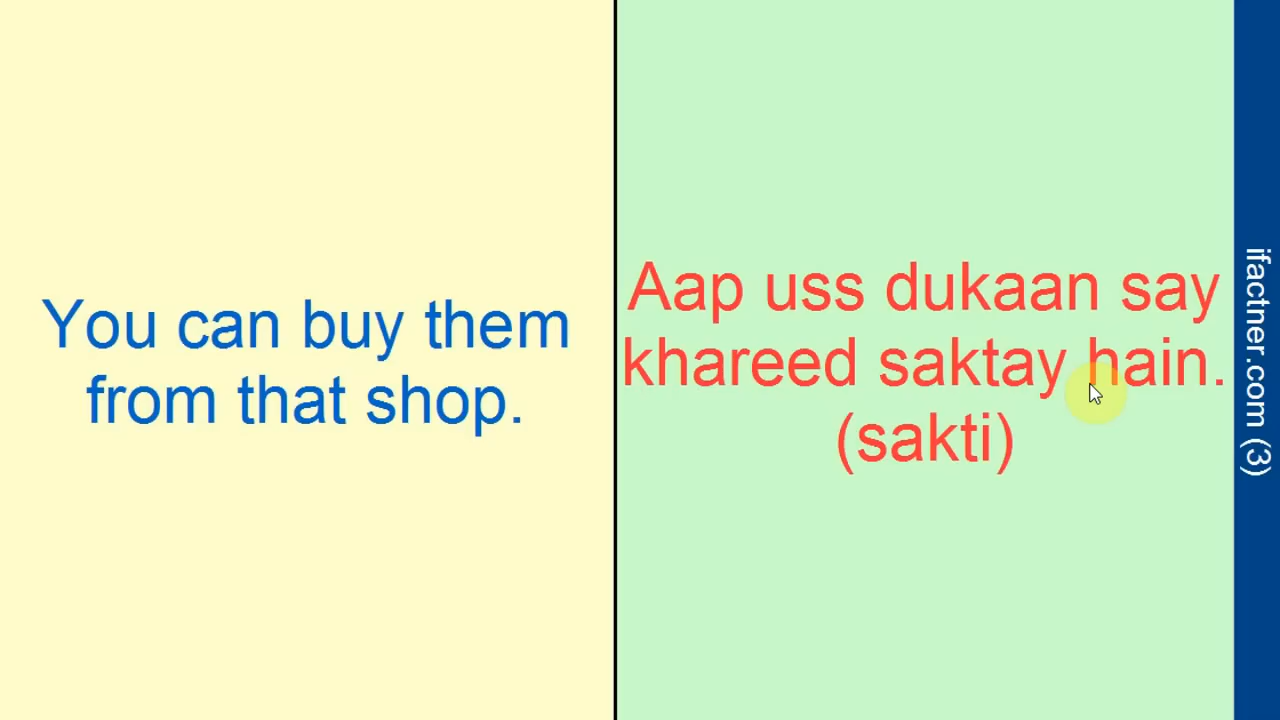 You can buy them
from that shop.
Aap uss dukaan say
khareed saktay hain.
(sakti)
ifactner.com (3)